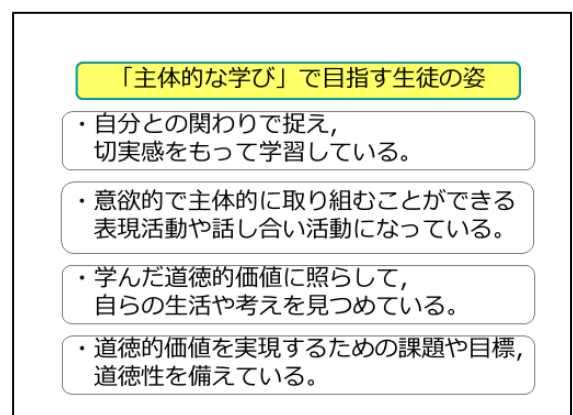 「主体的な学び」で目指す生徒の姿
・自分との関わりで捉え，
切実感をもって学習している。
・意欲的で主体的に取り組むことができる
表現活動や話し合い活動になっている。
・学んだ道徳的価値に照らして，
自らの生活や考えを見つめている。
・道徳的価値を実現するための課題や目標，
道徳性を備えている。